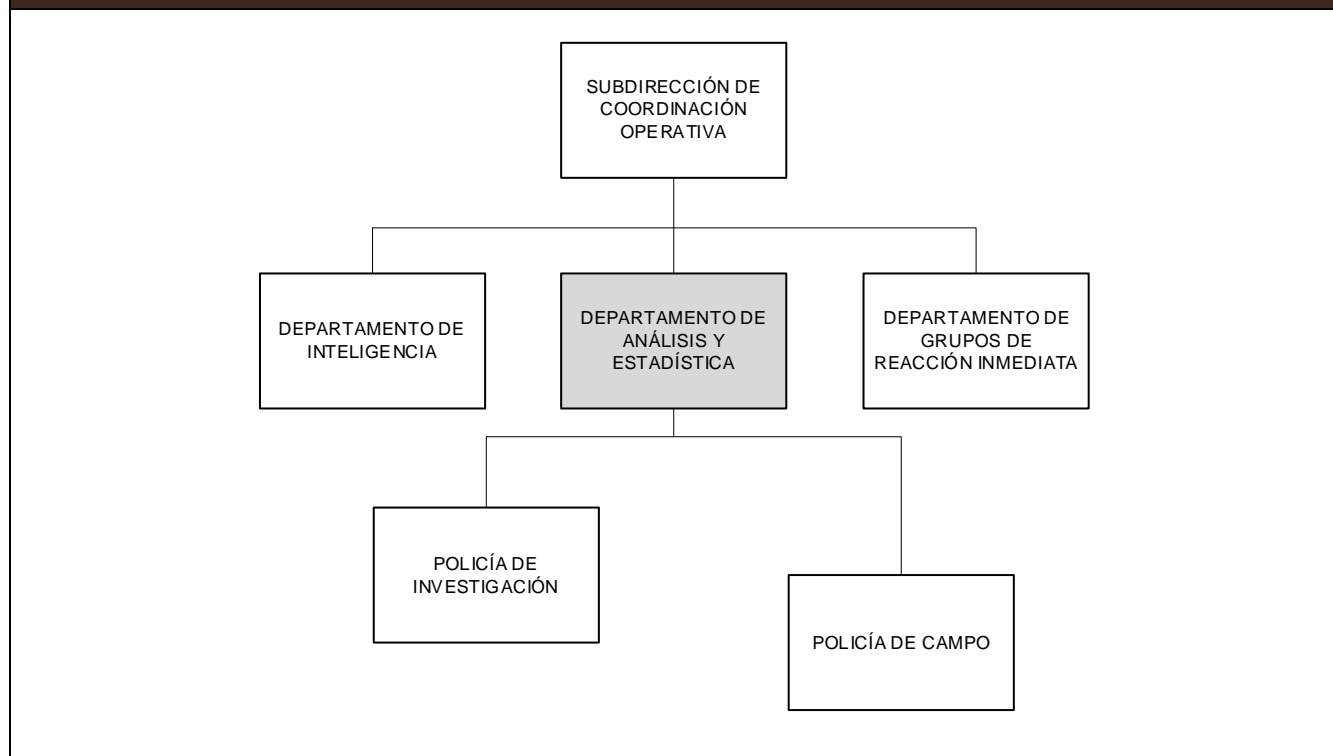 SUBDIRECCIÓN DE
COORDINACIÓN
OPERATIVA
DEPARTAMENTO DE
INTELIGENCIA
DEPARTAMENTO DE
ANÁLISIS Y
ESTADÍSTICA
DEPARTAMENTO DE
GRUPOS DE
REACCIÓN INMEDIATA
POLICÍA DE
INVESTIGACIÓN
POLICÍA DE CAMPO